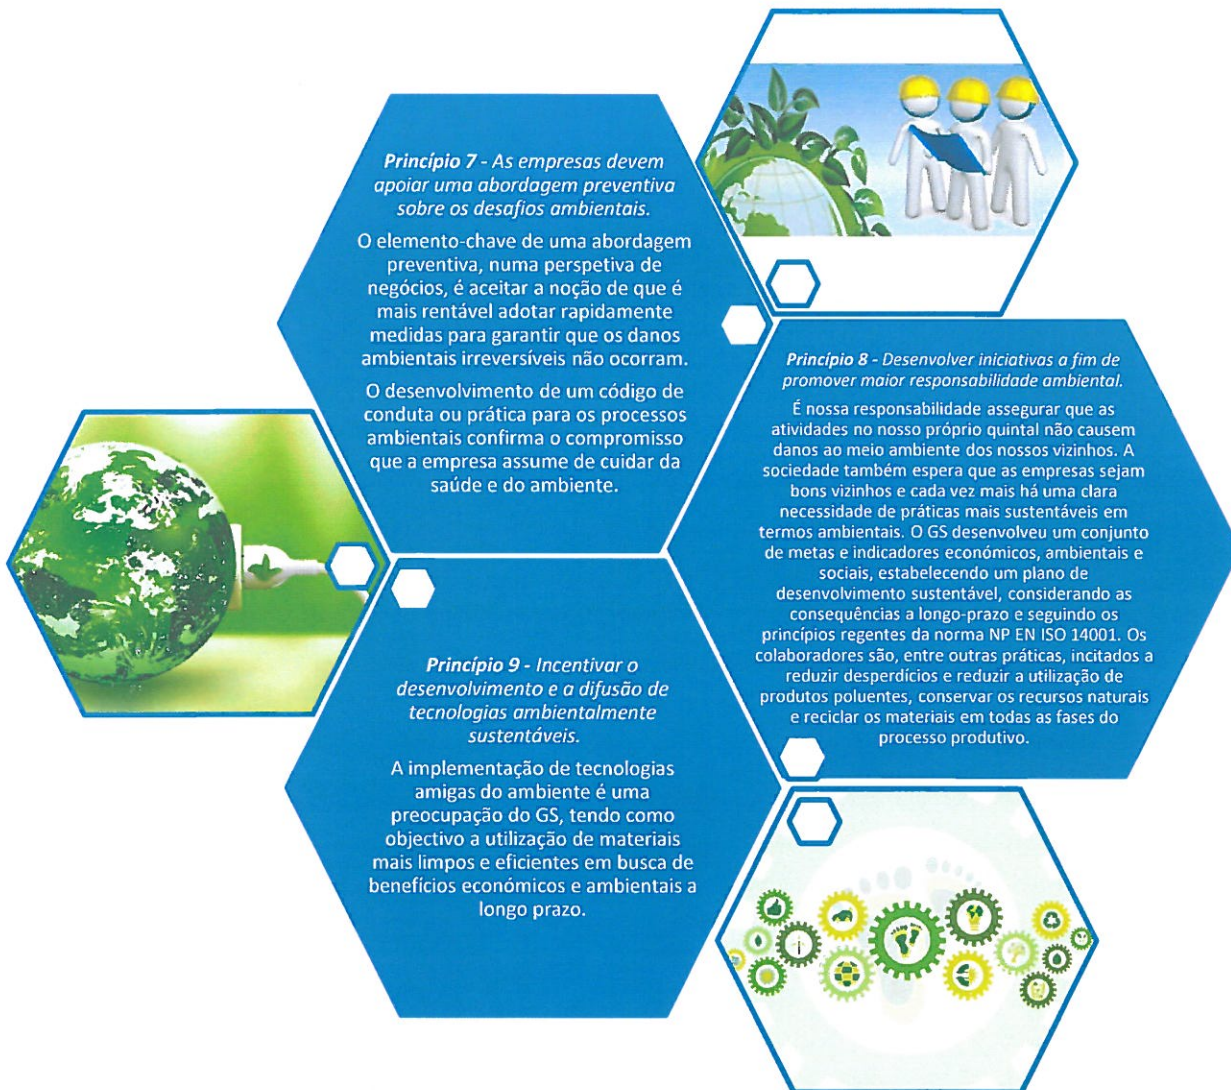 Princípio 7 - As empresas devem
apoiar uma abordagem preventiva
sobre os desafios ambientais.
O elemento-chave de uma abordagem
preventiva, numa perspetiva de
negócios, é aceitar a noção de que é
mais rentável adotar rapidamente
medidas para garantir que os danos
ambientais irreversíveis não ocorram.
O desenvolvimento de um código de
conduta ou prática para os processos
ambientais confirma o compromisso
que a empresa assume de cuidar da
saúde e do ambiente.
Princípio 8 - Desenvolver iniciativas a fim de
promover maior responsabilidade ambiental.
É nossa responsabilidade assegurar que as
atividades no nosso próprio quintal não causem
danos ao meio ambiente dos nossos vizinhos. A
sociedade também espera que as empresas sejam
bons vizinhos e cada vez mais há uma clara
necessidade de práticas mais sustentáveis em
termos ambientais. O GS desenvolveu um conjunto
de metas e indicadores económicos, ambientais e
sociais, estabelecendo um plano de
desenvolvimento sustentável, considerando as
consequências a longo-prazo e seguindo os
princípios regentes da norma NP EN ISO 14001. Os
colaboradores são, entre outras práticas, incitados a
reduzir desperdícios e reduzir a utilização de
produtos poluentes, conservar os recursos naturais
e reciclar os materiais em todas as fases do
processo produtivo.
Princípio 9 - Incentivar o
desenvolvimento e a difusão de
tecnologias ambientalmente
sustentáveis.
A implementação de tecnologias
amigas do ambiente é uma
preocupação do GS, tendo como
objectivo a utilização de materiais
mais limpos e eficientes em busca de
benefícios económicos e ambientais a
longo prazo.